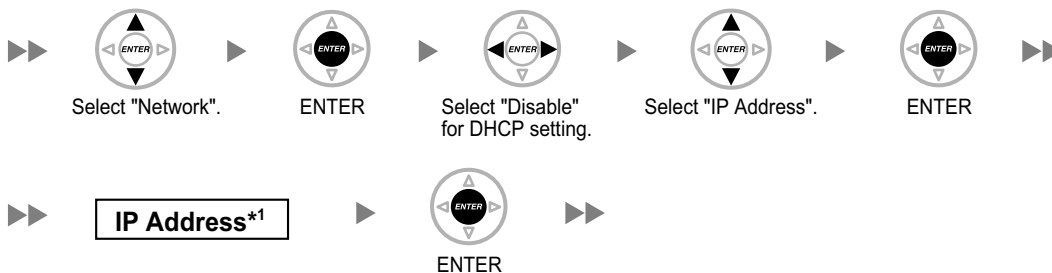 ENTER ENTER ENTER ENTER ENTER
Select "Network". ENTER Select "Disable" Select "IP Address". ENTER
for DHCP setting.
IP Address*1 ENTER
ENTER